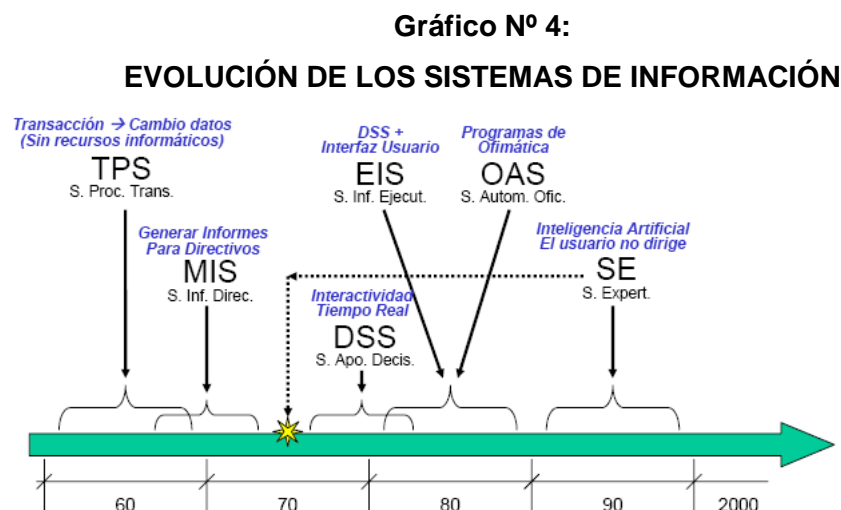 Gráfico Nº 4:
EVOLUCIÓN DE LOS SISTEMAS DE INFORMACIÓN
Transacción → Cambio datos
(Sin recursos informáticos)
TPS
S. Proc. Trans.
DSS +
Interfaz Usuario
EIS
S. Inf. Ejecut.
Programas de
Ofimática
OAS
S. Autom. Ofic.
Generar Informes
Para Directivos
MIS
S. Inf. Direc.
Inteligencia Artificial
El usuario no dirige
SE
S. Expert.
Interactividad
Tiempo Real
DSS
S. Apo. Decis.
60
70
80
90
2000